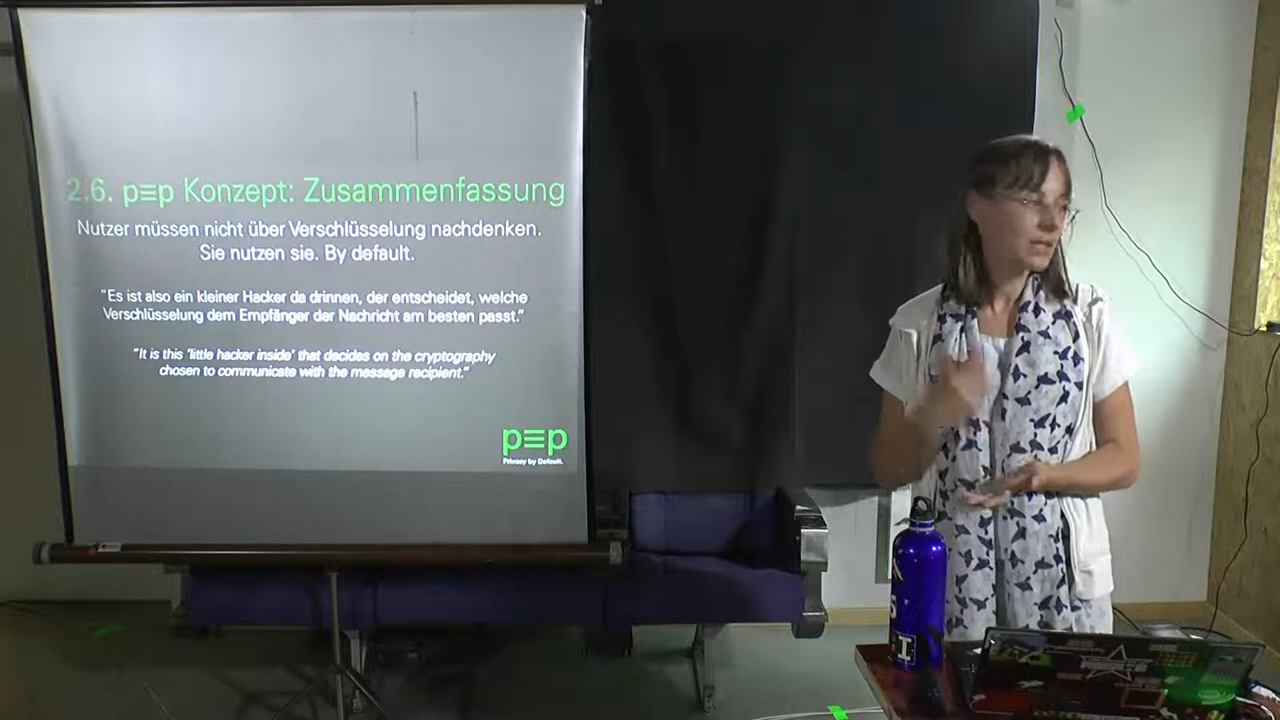 2.6. p≡p Konzept: Zusammenfassung
Nutzer müssen nicht über Verschlüsselung nachdenken.
Sie nutzen sie. By default.
"Es ist also ein kleiner Hacker da drinnen, der entscheidet, welche
Verschlüsselung dem Empfänger der Nachricht am besten passt."
"It is this 'little hacker inside' that decides on the cryptography
chosen to communicate with the message recipient."
p≡p
Privacy by Default.